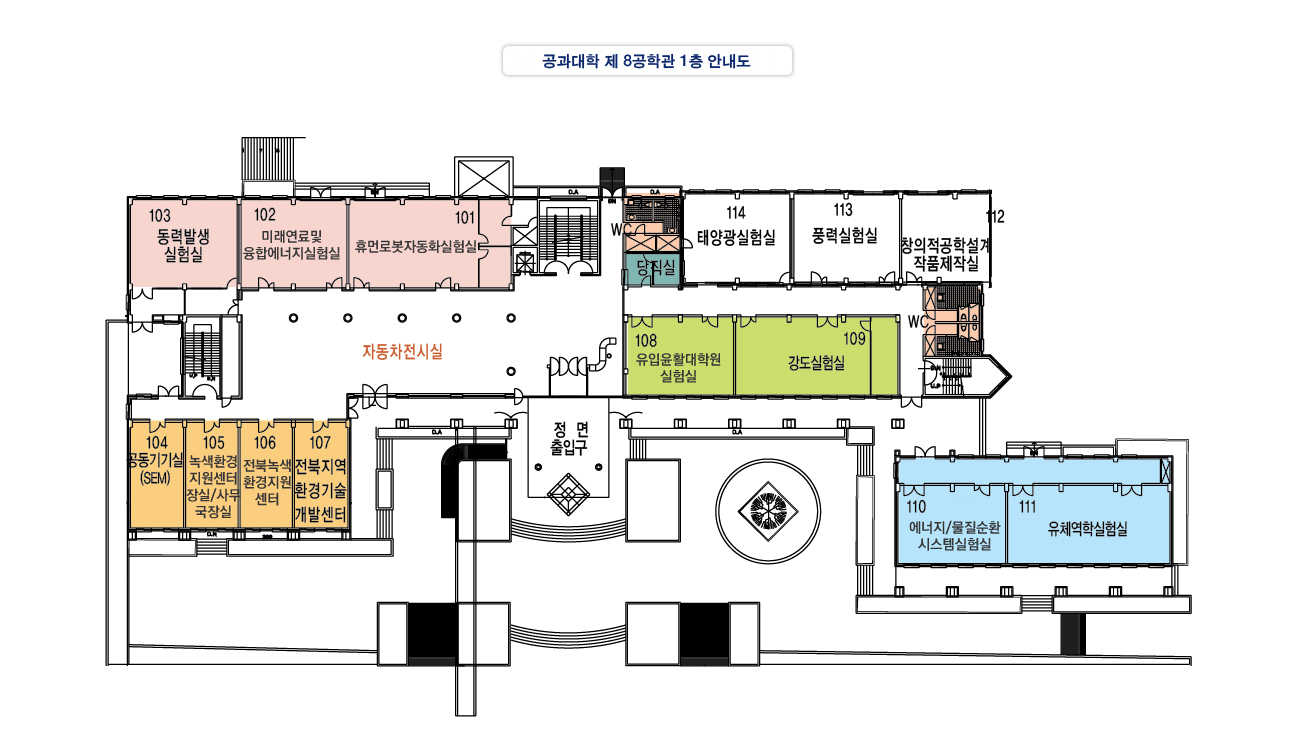 공과대학 제 8공학관 1층 안내도
103
동력발생
실험실
102
미래연료및
융합에너지실험실
101
휴먼로봇자동화실험실
WC
당직실
114
태양광실험실
113
풍력실험실
112
창의적공학설계
작품제작실
자동차전시실
108
유입윤활대학원
실험실
109
강도실험실
WC
104
공동기기실
(SEM)
105
녹색환경
지원센터
장실/사무
국장실
106
전북녹색
환경지원
센터
107
전북지역
환경기술
개발센터
정 면
출입구
110
에너지/물질순환
시스템실험실
111
유체역학실험실
D.A
D.A
D.A
D.A